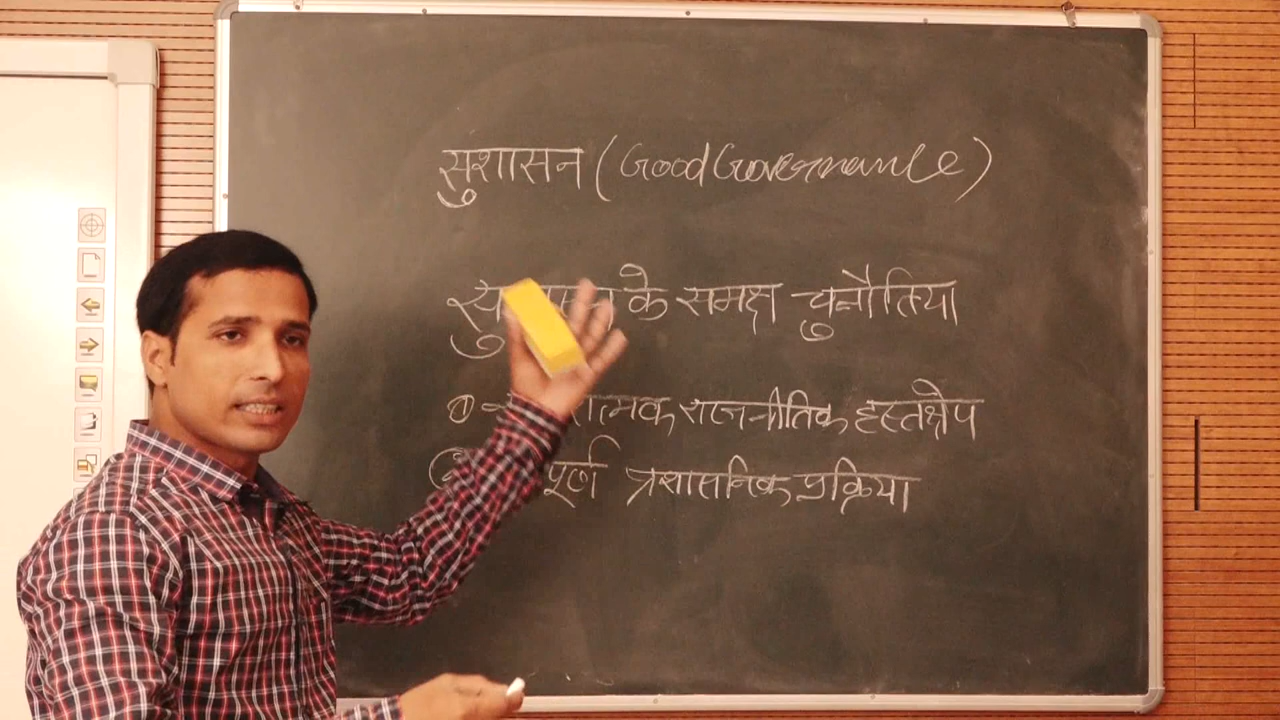 सुशासन (Good Governance)
के समक्ष चुनौतिया
राजनीतिक हस्तक्षेप
प्रशासनिक प्रक्रिया